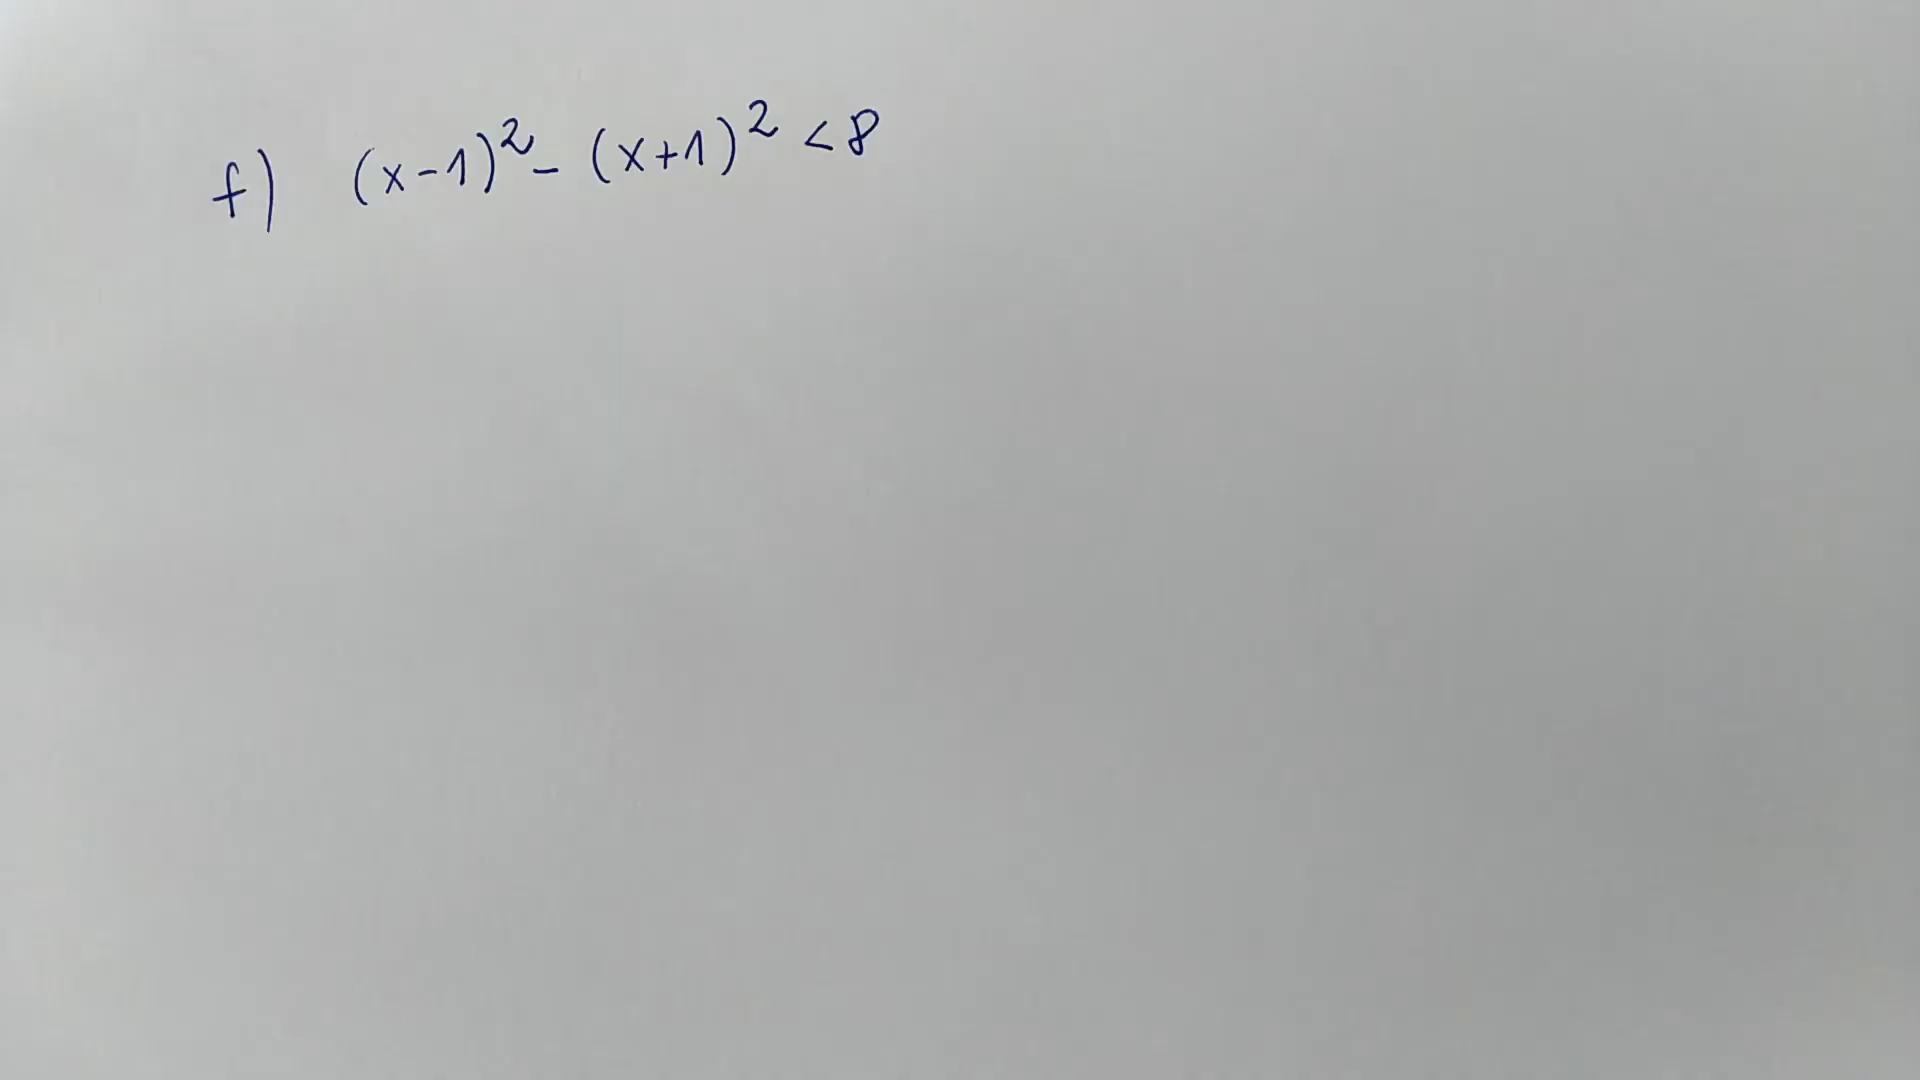 f) (x-1)² - (x+1)² < 8